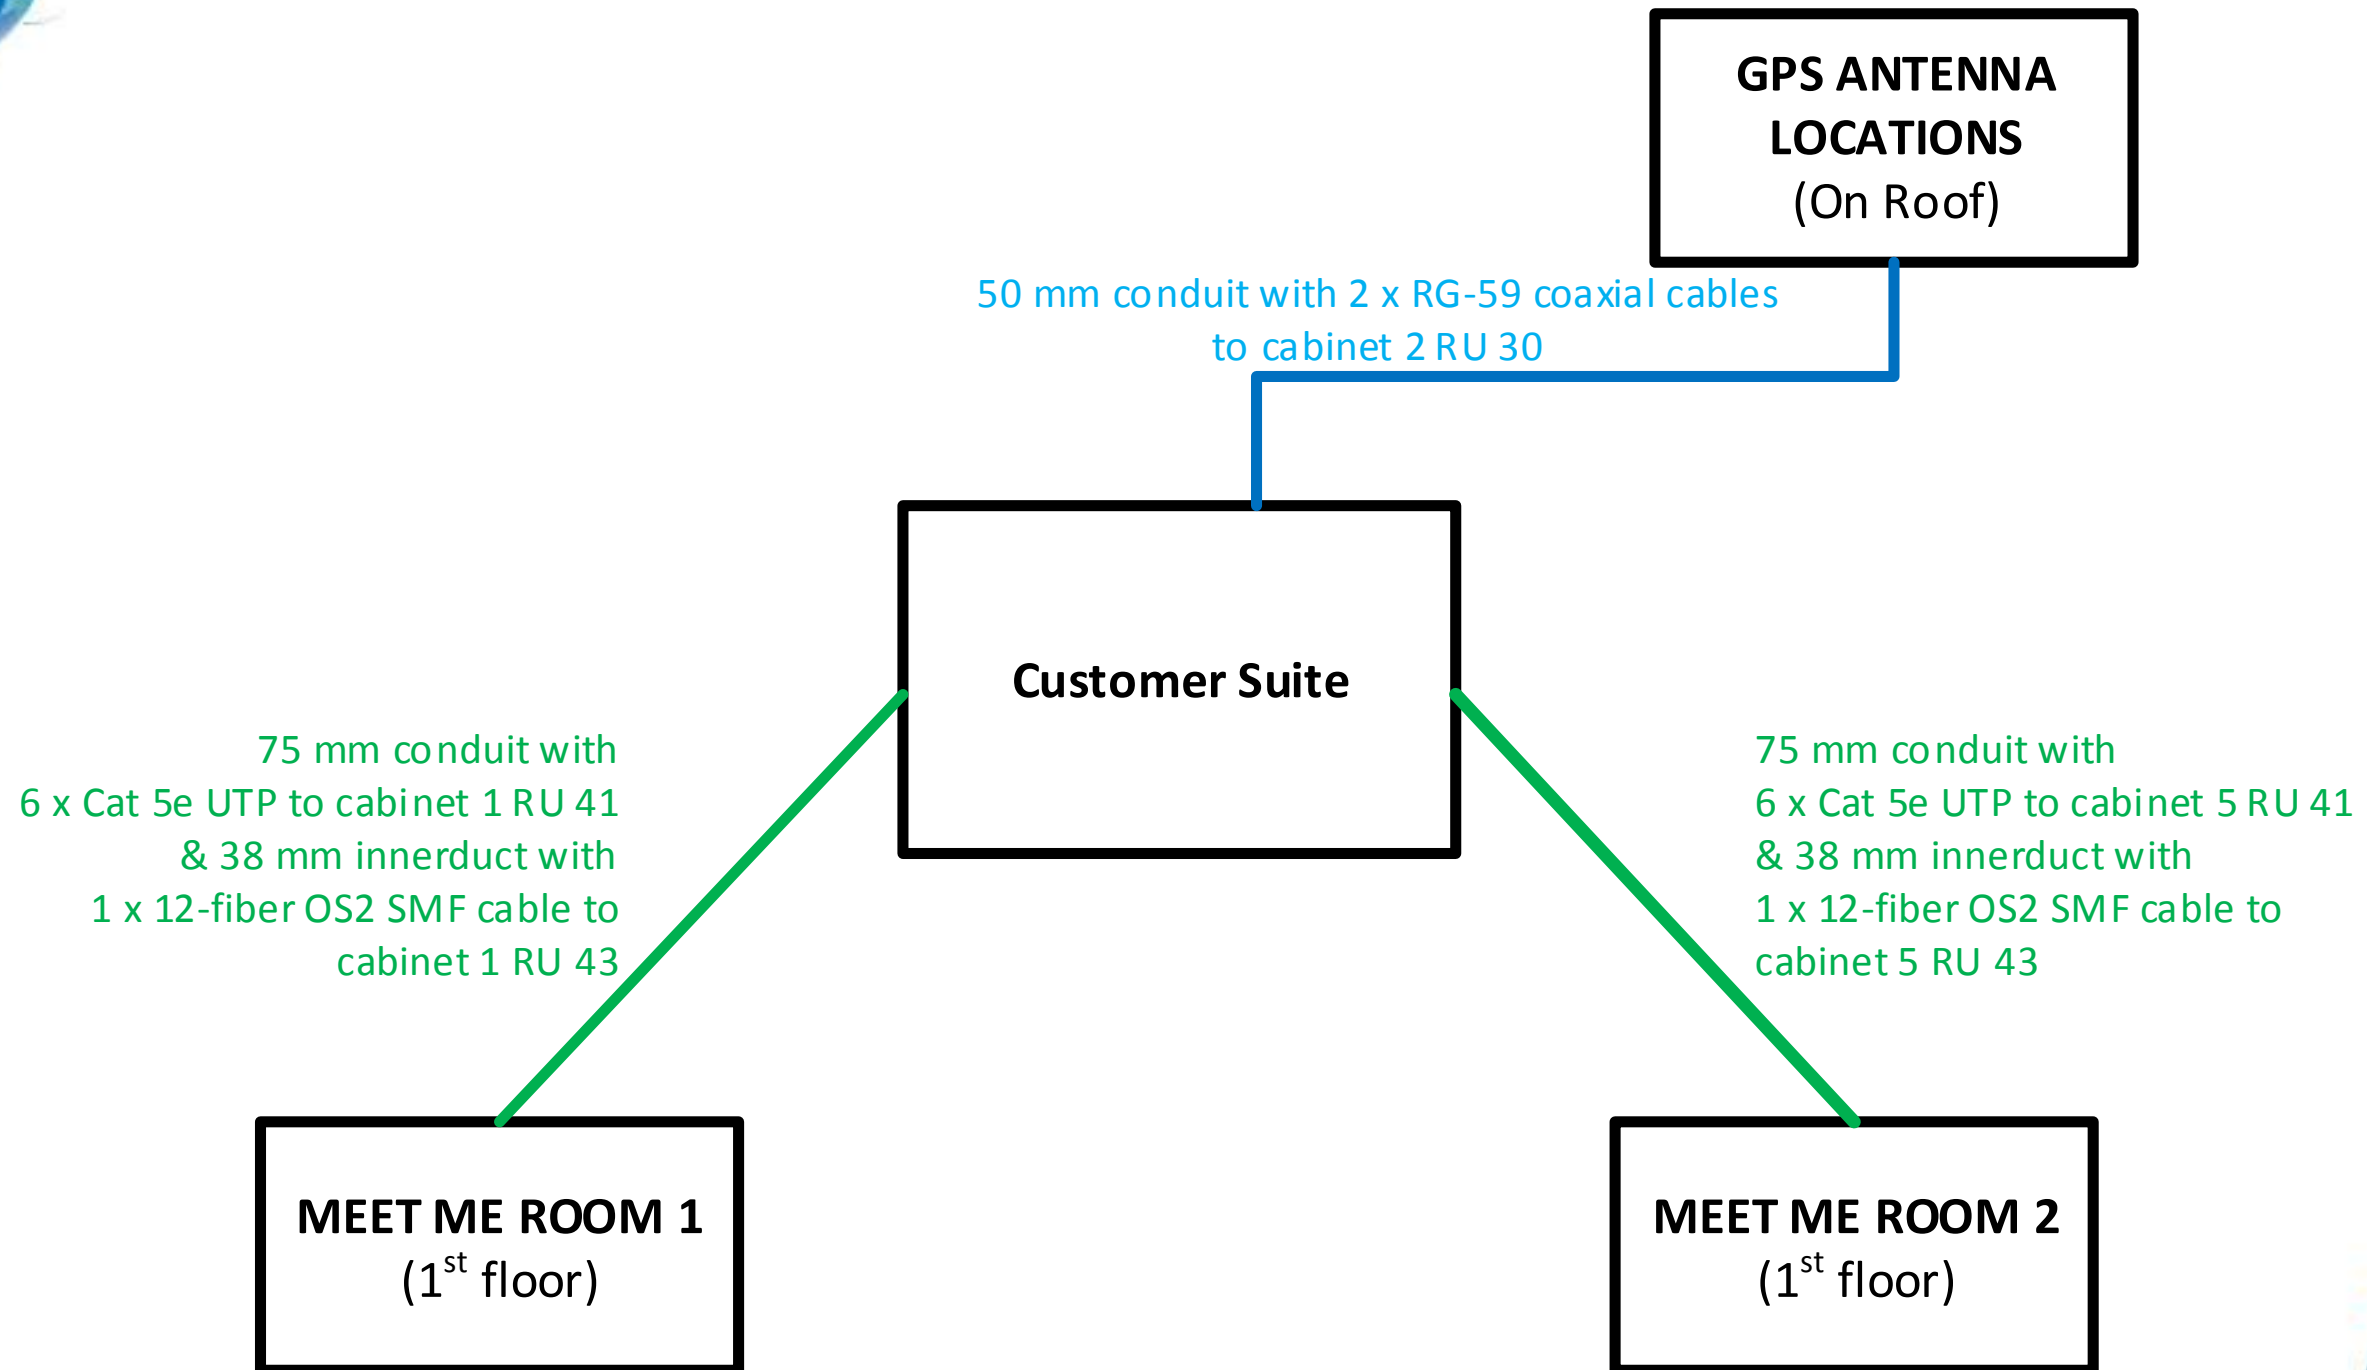 GPS ANTENNA
LOCATIONS
(On Roof)
50 mm conduit with 2 x RG-59 coaxial cables
to cabinet 2 RU 30
Customer Suite
75 mm conduit with
6 x Cat 5e UTP to cabinet 1 RU 41
& 38 mm innerduct with
1 x 12-fiber OS2 SMF cable to
cabinet 1 RU 43
75 mm conduit with
6 x Cat 5e UTP to cabinet 5 RU 41
& 38 mm innerduct with
1 x 12-fiber OS2 SMF cable to
cabinet 5 RU 43
MEET ME ROOM 1
(1st floor)
MEET ME ROOM 2
(1st floor)